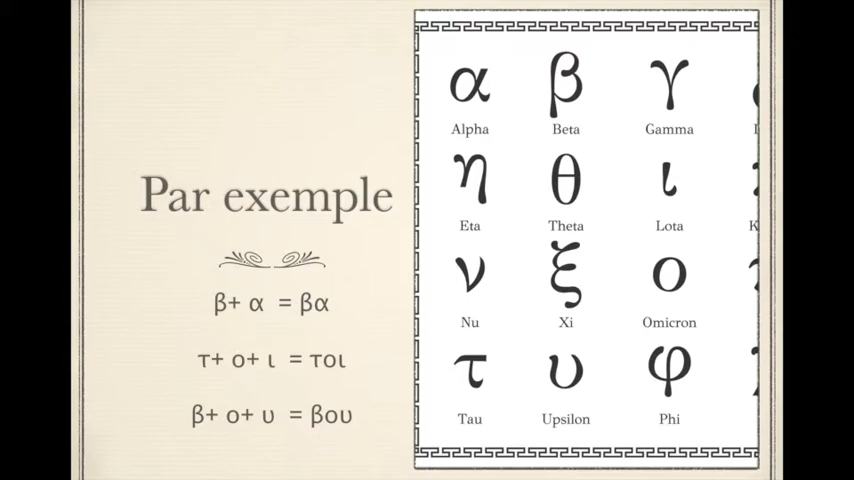 Par exemple
β+ α = βα
τ+ ο+ ι = τοι
β+ ο+ υ = βου
α β γ
Alpha Beta Gamma
η θ ι
Eta Theta Lota
ν ξ ο
Nu Xi Omicron
τ υ φ
Tau Upsilon Phi